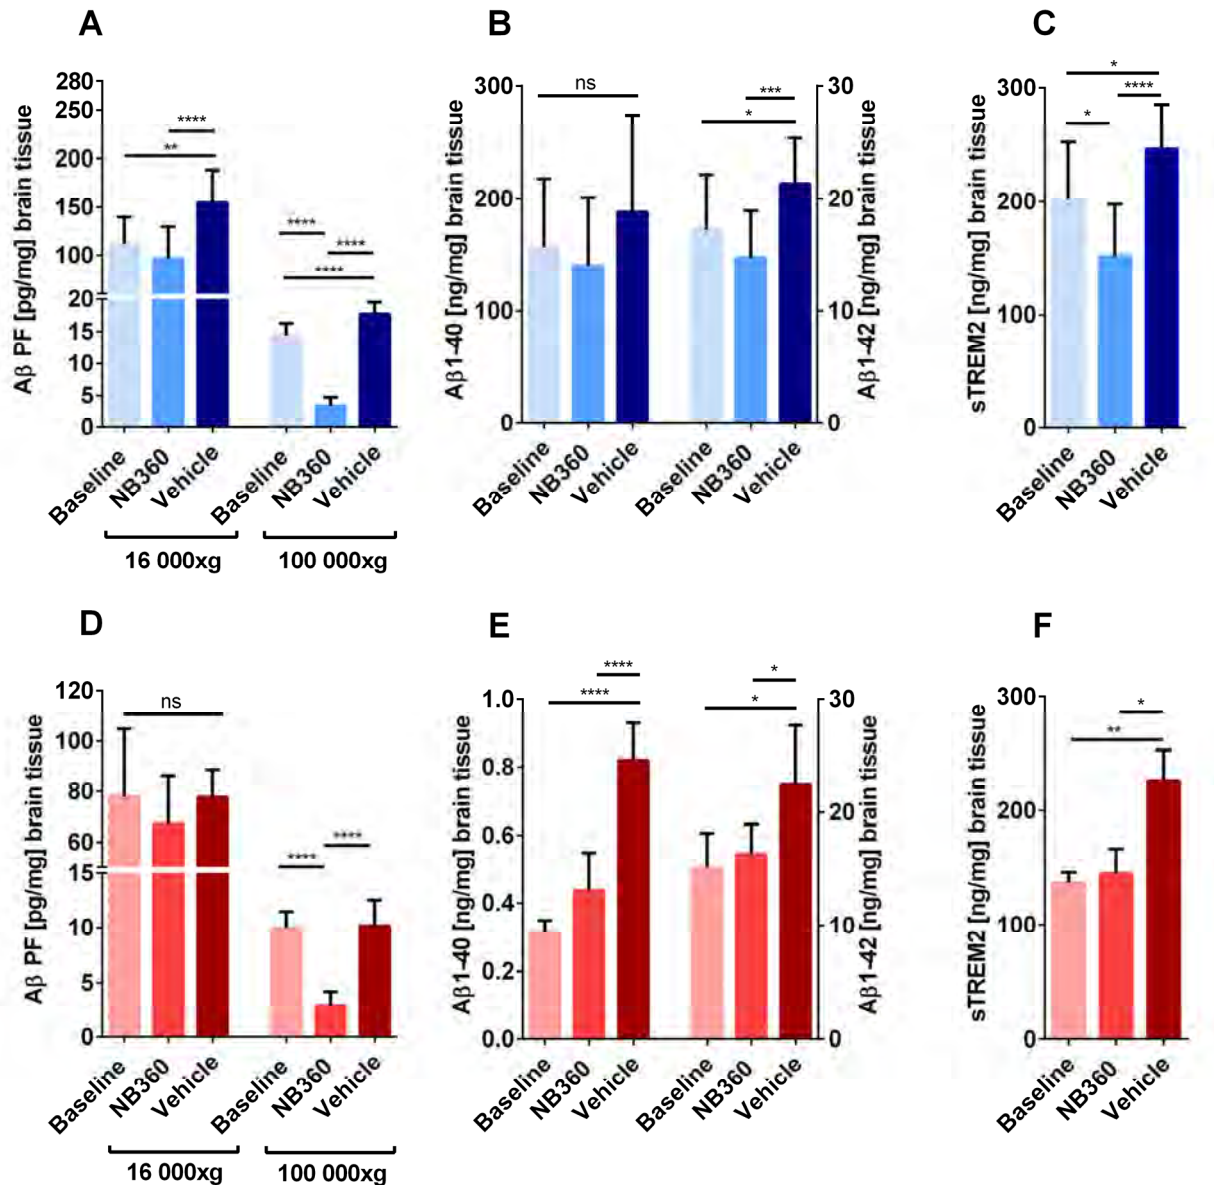 A
Aβ PF [pg/mg] brain tissue
280
250
200
150
100
20
15
10
5
0
****
**
****
****
****
Baseline
NB360
Vehicle
Baseline
NB360
Vehicle
16 000xg
100 000xg
B
Aβ1-40 [ng/mg] brain tissue
300
200
100
0
ns
***
*
30
20
10
0
Aβ1-42 [ng/mg] brain tissue
Baseline
NB360
Vehicle
Baseline
NB360
Vehicle
C
sTREM2 [ng/mg] brain tissue
300
200
100
0
*
****
*
Baseline
NB360
Vehicle
D
Aβ PF [pg/mg] brain tissue
120
100
80
60
15
10
5
0
ns
****
****
Baseline
NB360
Vehicle
Baseline
NB360
Vehicle
16 000xg
100 000xg
E
Aβ1-40 [ng/mg] brain tissue
1.0
0.8
0.6
0.4
0.2
0.0
****
****
*
*
30
20
10
0
Aβ1-42 [ng/mg] brain tissue
Baseline
NB360
Vehicle
Baseline
NB360
Vehicle
F
sTREM2 [ng/mg] brain tissue
300
200
100
0
*
**
Baseline
NB360
Vehicle